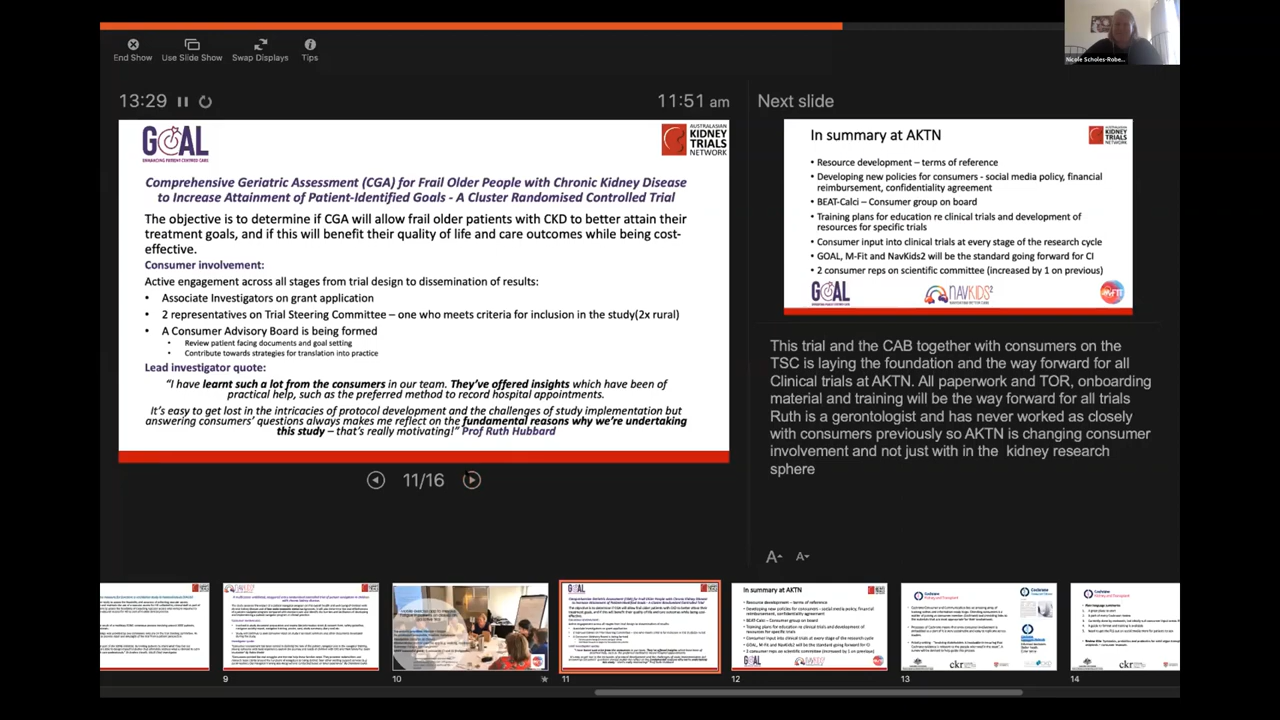 End Show
Use Slide Show
Swap Displays
Tips
Nicole Scholes-Robe...
13:29
11:51 am
GOAL
ENHANCING PATIENT CENTRED CARE
AUSTRALASIAN
KIDNEY
TRIALS
NETWORK
Comprehensive Geriatric Assessment (CGA) for Frail Older People with Chronic Kidney Disease
to Increase Attainment of Patient-Identified Goals - A Cluster Randomised Controlled Trial
The objective is to determine if CGA will allow frail older patients with CKD to better attain their
treatment goals, and if this will benefit their quality of life and care outcomes while being cost-
effective.
Consumer involvement:
Active engagement across all stages from trial design to dissemination of results:
• Associate Investigators on grant application
• 2 representatives on Trial Steering Committee – one who meets criteria for inclusion in the study(2x rural)
• A Consumer Advisory Board is being formed
• Review patient facing documents and goal setting
• Contribute towards strategies for translation into practice
Lead investigator quote:
"I have learnt such a lot from the consumers in our team. They've offered insights which have been of
practical help, such as the preferred method to record hospital appointments.
It's easy to get lost in the intricacies of protocol development and the challenges of study implementation but
answering consumers' questions always makes me reflect on the fundamental reasons why we're undertaking
this study – that's really motivating!" Prof Ruth Hubbard
11/16
Next slide
In summary at AKTN
KIDNEY
TRIALS
NETWORK
• Resource development – terms of reference
• Developing new policies for consumers - social media policy, financial
reimbursement, confidentiality agreement
• BEAT-Calci – Consumer group on board
• Training plans for education re clinical trials and development of
resources for specific trials
• Consumer input into clinical trials at every stage of the research cycle
• GOAL, M-Fit and NavKids2 will be the standard going forward for CI
• 2 consumer reps on scientific committee (increased by 1 on previous)
GOAL
NAVKIDS2
This trial and the CAB together with consumers on the
TSC is laying the foundation and the way forward for all
Clinical trials at AKTN. All paperwork and TOR, onboarding
material and training will be the way forward for all trials
Ruth is a gerontologist and has never worked as closely
with consumers previously so AKTN is changing consumer
involvement and not just with in the kidney research
sphere
A A
In summary at AKTN
GOAL
ckr
ckr
9
10
11
12
13
14